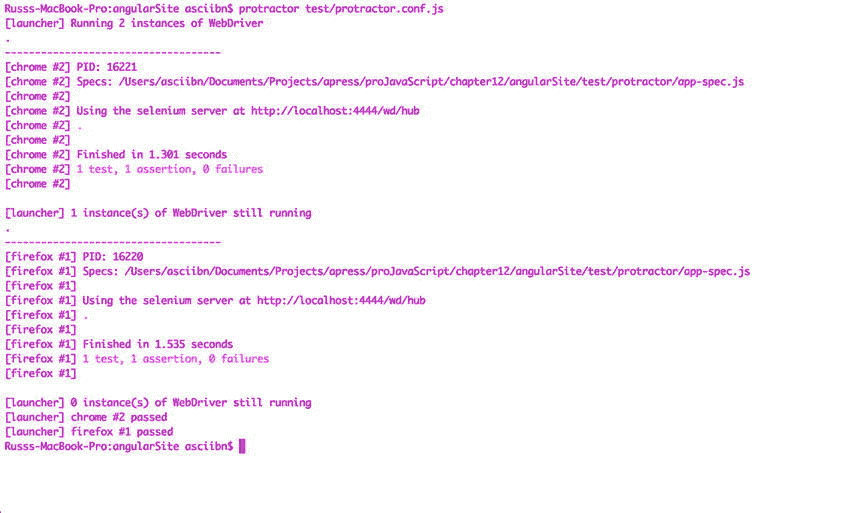 Russs-MacBook-Pro:angularSite asciibn$ protractor test/protractor.conf.js
[launcher] Running 2 instances of WebDriver
.
------------------------------------
[chrome #2] PID: 16221
[chrome #2] Specs: /Users/asciibn/Documents/Projects/apress/proJavaScript/chapter12/angularSite/test/protractor/app-spec.js
[chrome #2]
[chrome #2] Using the selenium server at http://localhost:4444/wd/hub
[chrome #2] .
[chrome #2]
[chrome #2] Finished in 1.301 seconds
[chrome #2] 1 test, 1 assertion, 0 failures
[chrome #2]
[launcher] 1 instance(s) of WebDriver still running
.
------------------------------------
[firefox #1] PID: 16220
[firefox #1] Specs: /Users/asciibn/Documents/Projects/apress/proJavaScript/chapter12/angularSite/test/protractor/app-spec.js
[firefox #1]
[firefox #1] Using the selenium server at http://localhost:4444/wd/hub
[firefox #1] .
[firefox #1]
[firefox #1] Finished in 1.535 seconds
[firefox #1] 1 test, 1 assertion, 0 failures
[firefox #1]
[launcher] 0 instance(s) of WebDriver still running
[launcher] chrome #2 passed
[launcher] firefox #1 passed
Russs-MacBook-Pro:angularSite asciibn$